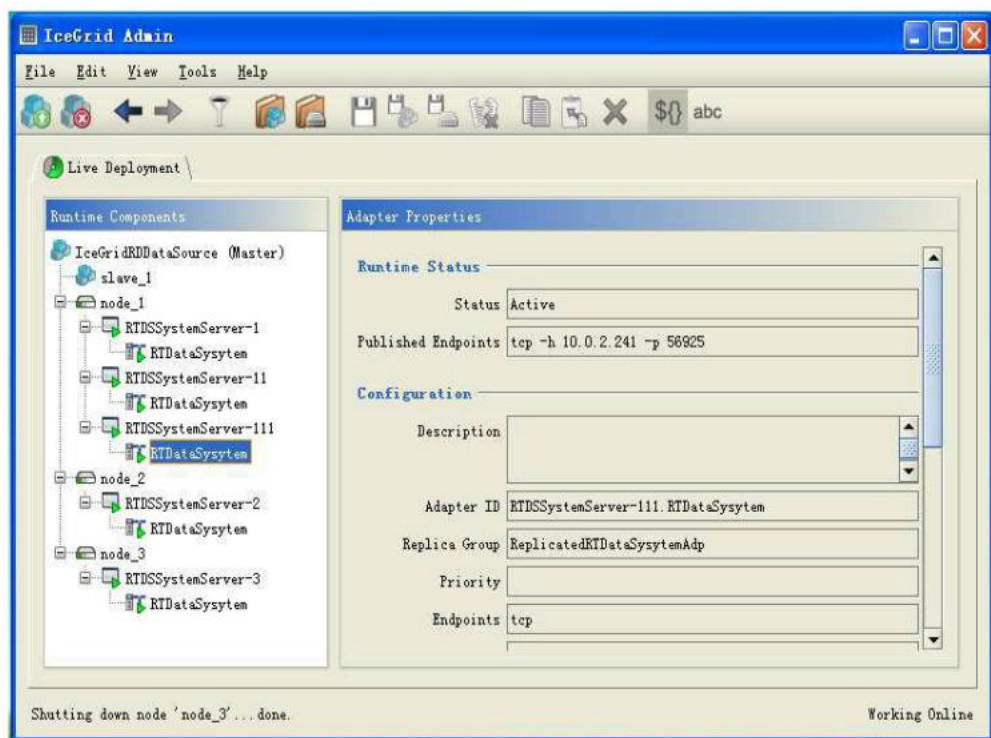 IceGrid Admin
File Edit View Tools Help
${} abc
Live Deployment
Runtime Components
IceGridRDDataSource (Master)
slave_1
node_1
RTDSSystemServer-1
RTDataSysytem
RTDSSystemServer-11
RTDataSysytem
RTDSSystemServer-111
RTDataSysytem
node_2
RTDSSystemServer-2
RTDataSysytem
node_3
RTDSSystemServer-3
RTDataSysytem
Adapter Properties
Runtime Status
Status Active
Published Endpoints tcp -h 10.0.2.241 -p 56925
Configuration
Description
Adapter ID RTDSSystemServer-111.RTDataSysytem
Replica Group ReplicatedRTDataSysytemAdp
Priority
Endpoints tcp
Shutting down node 'node_3'...done.
Working Online